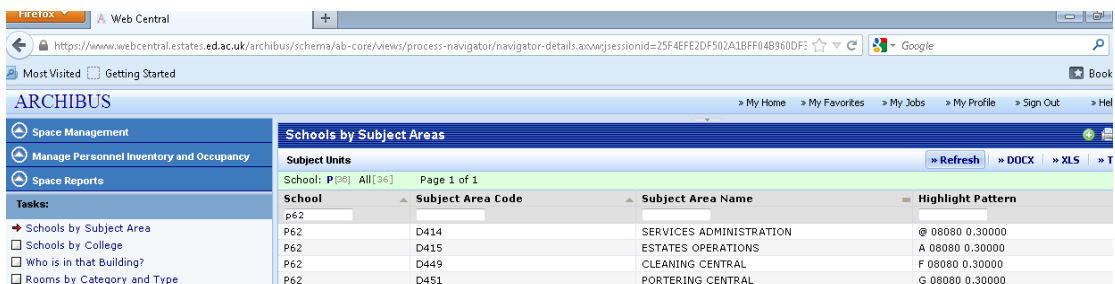 Firefox
Web Central
https://www.webcentral.estates.ed.ac.uk/archibus/schema/ab-core/views/process-navigator/navigator-details.axvw;jsessionid=25F4EFE2DF502A1BFF04B960DF3
Google
Most Visited Getting Started Book
ARCHIBUS » My Home » My Favorites » My Jobs » My Profile » Sign Out » Hel
Space Management
Schools by Subject Areas
Manage Personnel Inventory and Occupancy
Subject Units » Refresh » DOCX » XLS » T
Space Reports
School: P[36] All[36] Page 1 of 1
Tasks:
School Subject Area Code Subject Area Name Highlight Pattern
p62
Schools by Subject Area
P62 D414 SERVICES ADMINISTRATION @ 08080 0.30000
Schools by College
P62 D415 ESTATES OPERATIONS A 08080 0.30000
Who is in that Building?
P62 D449 CLEANING CENTRAL F 08080 0.30000
Rooms by Category and Type
P62 D451 PORTERING CENTRAL G 08080 0.30000